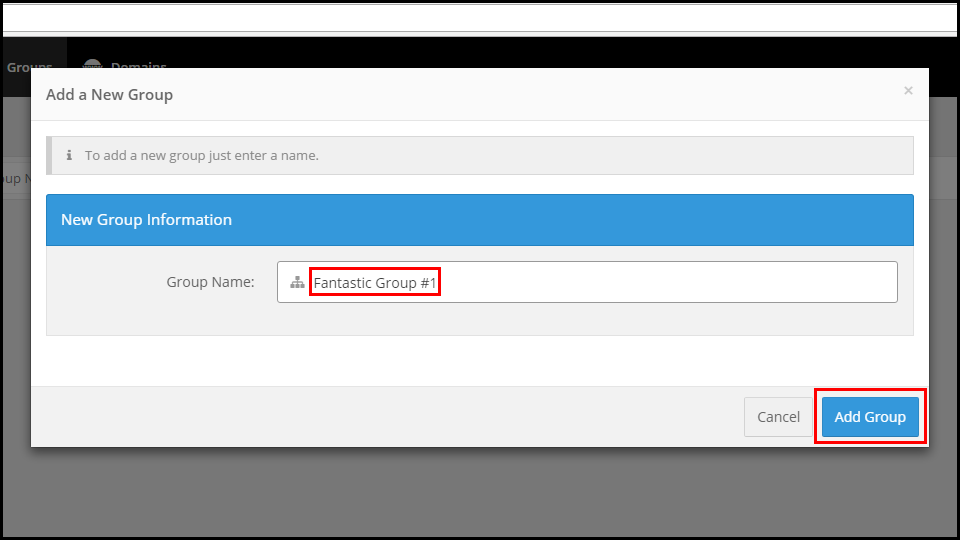 Groups Domains
Add a New Group ×
To add a new group just enter a name.
New Group Information
Group Name: Fantastic Group #1
Cancel Add Group